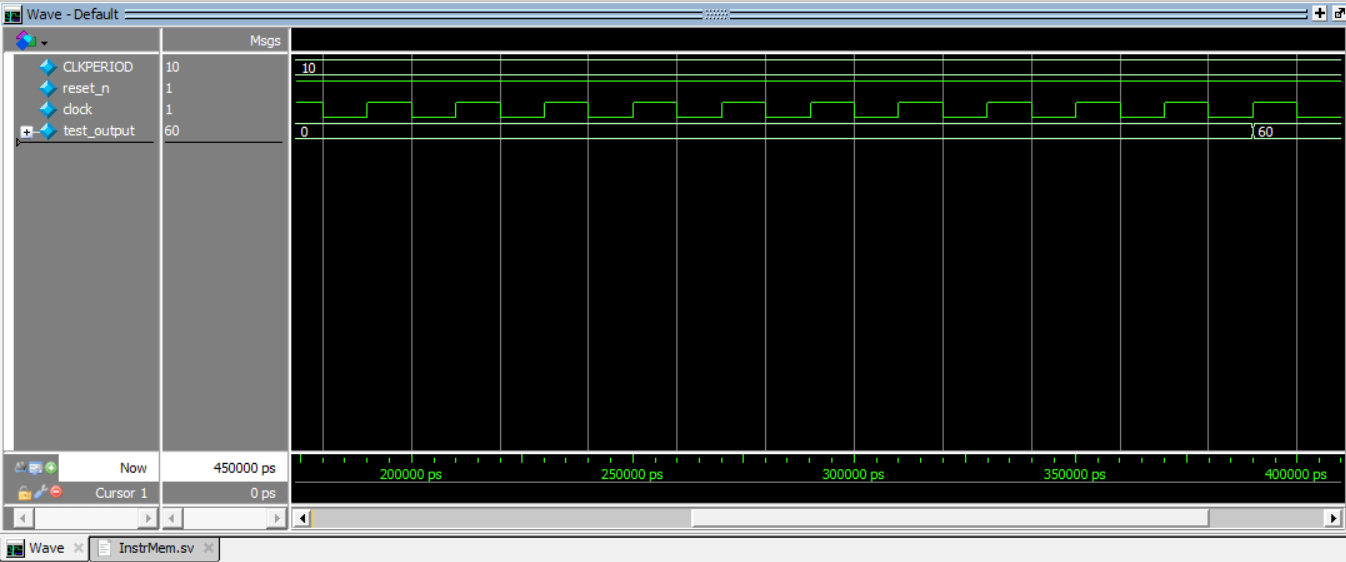 Wave - Default
Msgs
CLKPERIOD 10 10
reset_n 1
clock 1
test_output 60 0 60
Now 450000 ps 200000 ps 250000 ps 300000 ps 350000 ps 400000 ps
Cursor 1 0 ps
Wave InstrMem.sv